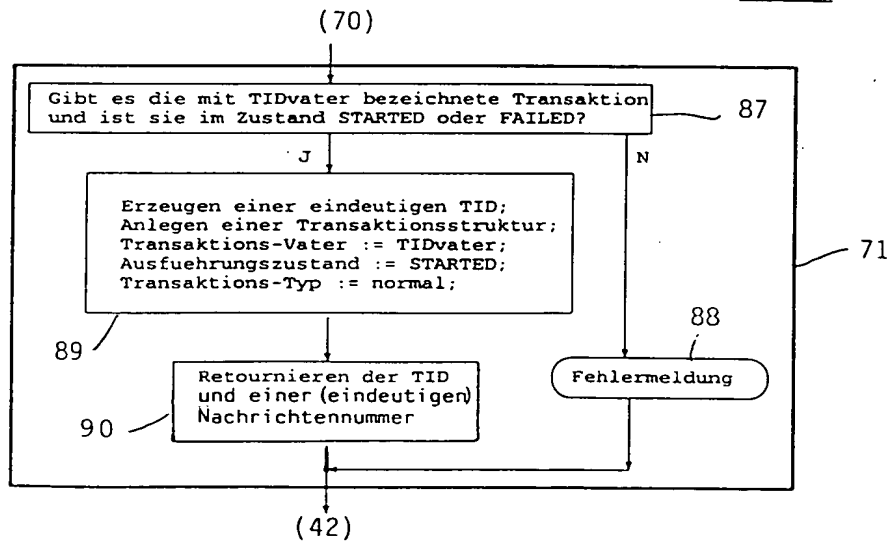 (70)
Gibt es die mit TIDvater bezeichnete Transaktion
und ist sie im Zustand STARTED oder FAILED?
87
J
N
Erzeugen einer eindeutigen TID;
Anlegen einer Transaktionsstruktur;
Transaktions-Vater := TIDvater;
Ausfuehrungszustand := STARTED;
Transaktions-Typ := normal;
71
89
88
Retournieren der TID
und einer (eindeutigen)
Nachrichtennummer
Fehlermeldung
90
(42)